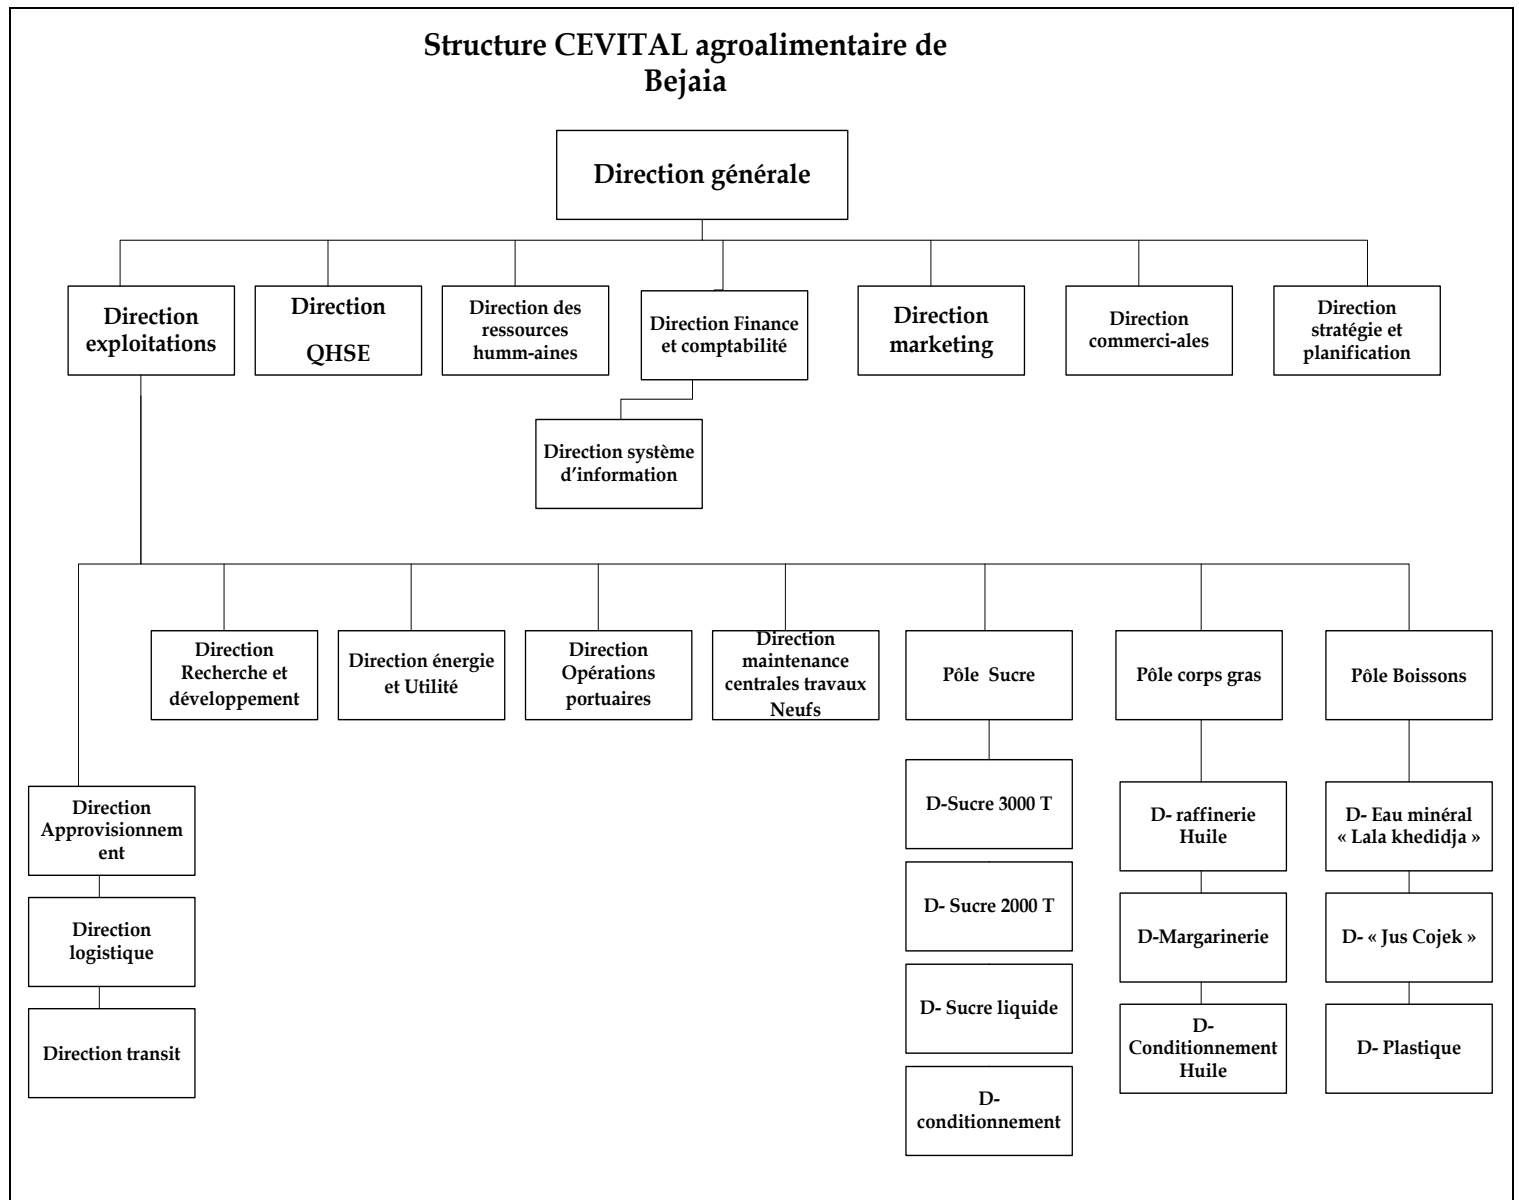 Structure CEVITAL agroalimentaire de
Bejaia
Direction générale
Direction
exploitations
Direction
QHSE
Direction des
ressources
humm-aines
Direction Finance
et comptabilité
Direction
marketing
Direction
commerci-ales
Direction
stratégie et
planification
Direction système
d’information
Direction
Recherche et
développement
Direction énergie
et Utilité
Direction
Opérations
portuaires
Direction
maintenance
centrales travaux
Neufs
Pôle Sucre
Pôle corps gras
Pôle Boissons
Direction
Approvisionnem
ent
Direction
logistique
Direction transit
D-Sucre 3000 T
D- Sucre 2000 T
D- Sucre liquide
D-
conditionnement
D- raffinerie
Huile
D-Margarinerie
D-
Conditionnement
Huile
D- Eau minéral
« Lala khedidja »
D- « Jus Cojek »
D- Plastique